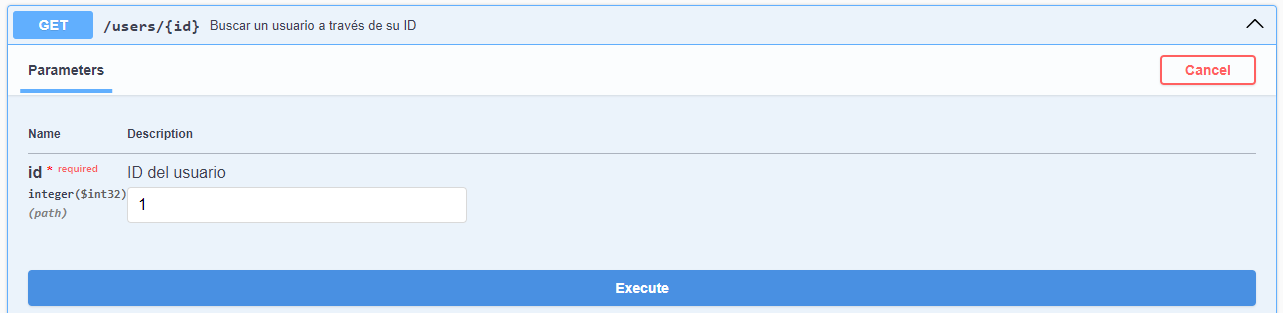 GET /users/{id} Buscar un usuario a través de su ID
Parameters Cancel
Name Description
id * required ID del usuario
integer($int32) 1
(path)
Execute